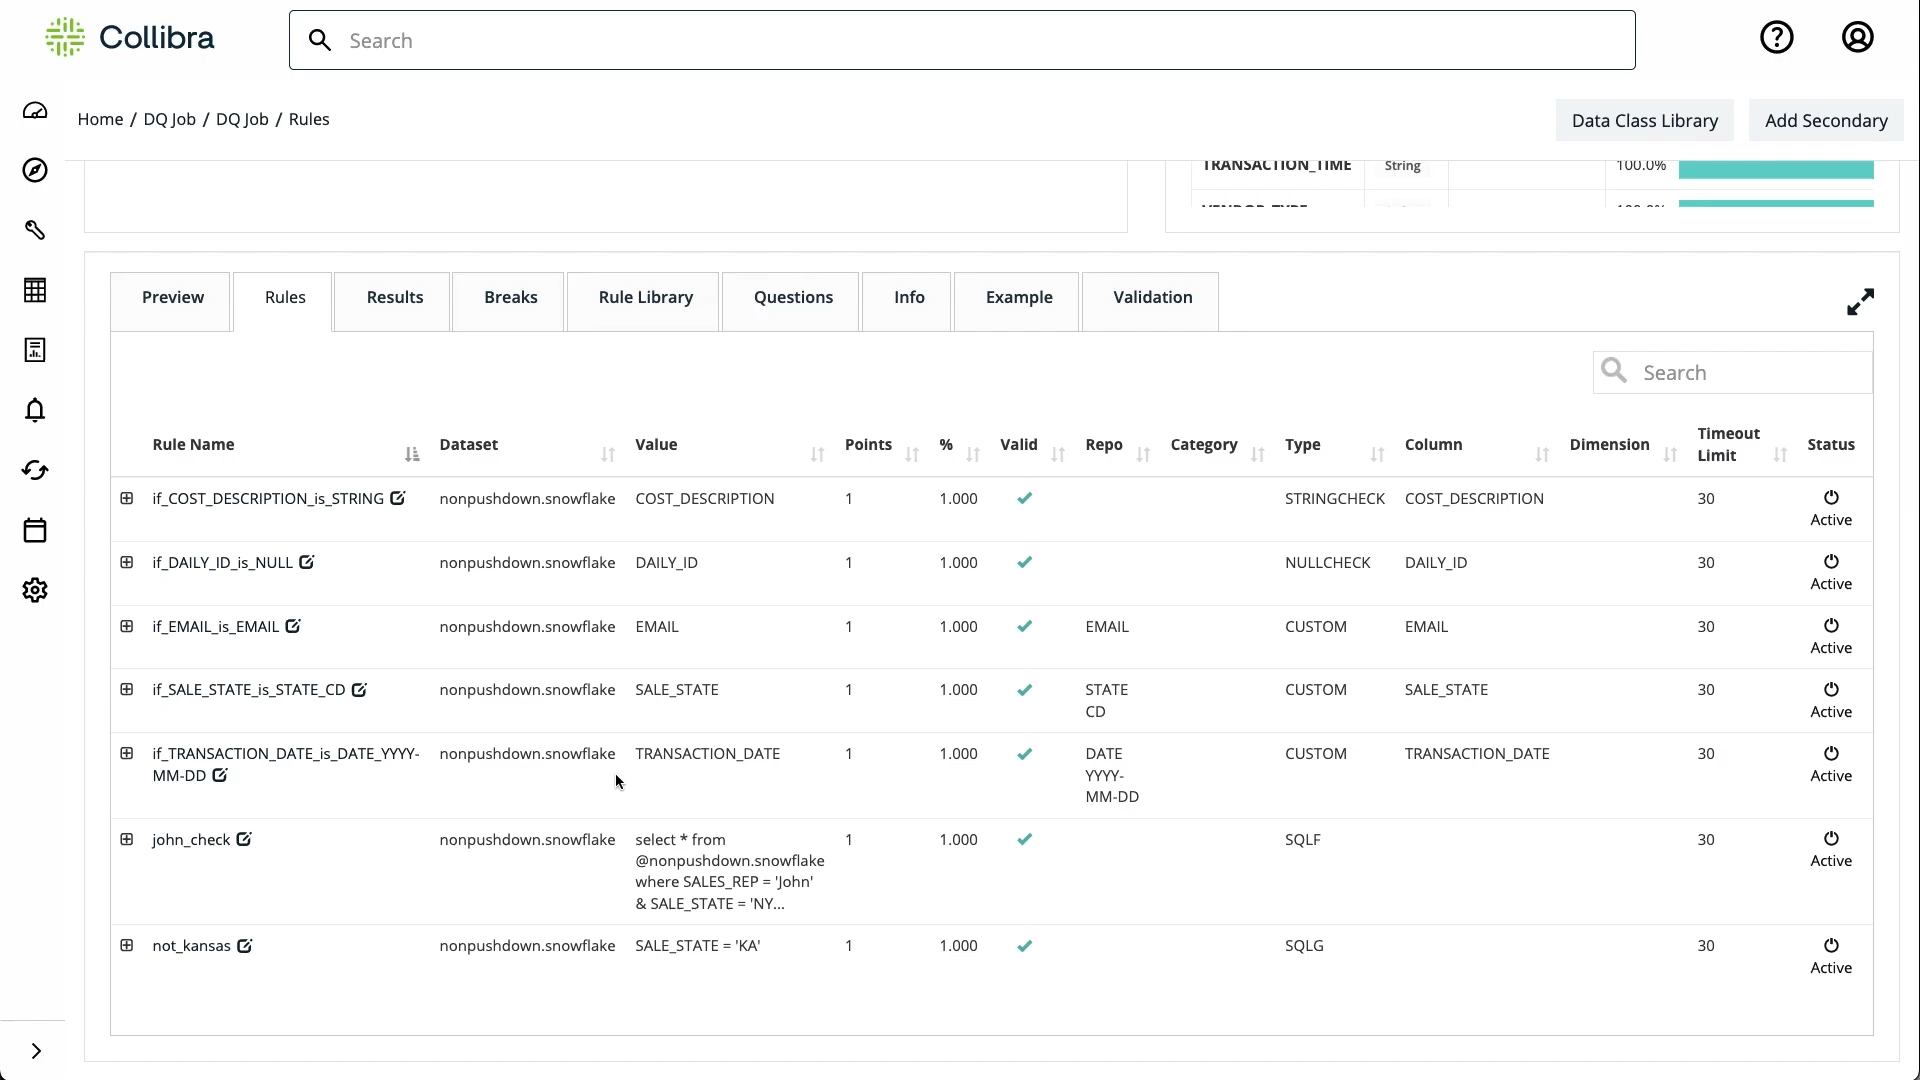 Collibra
Search
Home / DQ Job / DQ Job / Rules
Data Class Library
Add Secondary
TRANSACTION_TIME String 100.0%
VENDOR_TYPE 100.0%
Preview Rules Results Breaks Rule Library Questions Info Example Validation
Search
Rule Name Dataset Value Points % Valid Repo Category Type Column Dimension Timeout Limit Status
if_COST_DESCRIPTION_is_STRING nonpushdown.snowflake COST_DESCRIPTION 1 1.000 STRINGCHECK COST_DESCRIPTION 30
Active
if_DAILY_ID_is_NULL nonpushdown.snowflake DAILY_ID 1 1.000 NULLCHECK DAILY_ID 30
Active
if_EMAIL_is_EMAIL nonpushdown.snowflake EMAIL 1 1.000 EMAIL CUSTOM EMAIL 30
Active
if_SALE_STATE_is_STATE_CD nonpushdown.snowflake SALE_STATE 1 1.000 STATE CUSTOM SALE_STATE 30
CD Active
if_TRANSACTION_DATE_is_DATE_YYYY- nonpushdown.snowflake TRANSACTION_DATE 1 1.000 DATE CUSTOM TRANSACTION_DATE 30
MM-DD YYYY- Active
MM-DD
john_check nonpushdown.snowflake select * from 1 1.000 SQLF 30
@nonpushdown.snowflake Active
where SALES_REP = 'John'
& SALE_STATE = 'NY...
not_kansas nonpushdown.snowflake SALE_STATE = 'KA' 1 1.000 SQLG 30
Active